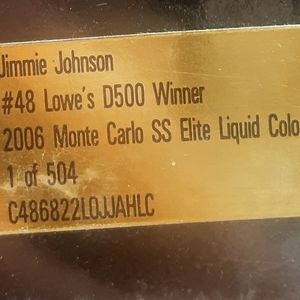 Jimmie Johnson
#48 Lowe's D500 Winner
2006 Monte Carlo SS Elite Liquid Colo
1 of 504
C486822LOJJAHLC